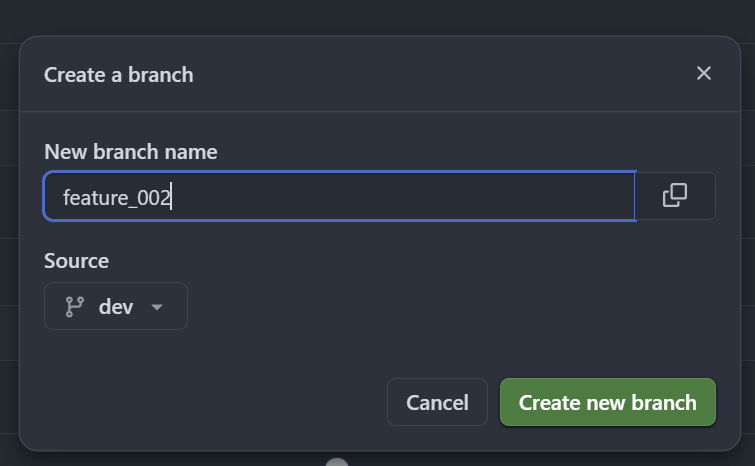 Create a branch
New branch name
feature_002
Source
dev
Cancel
Create new branch